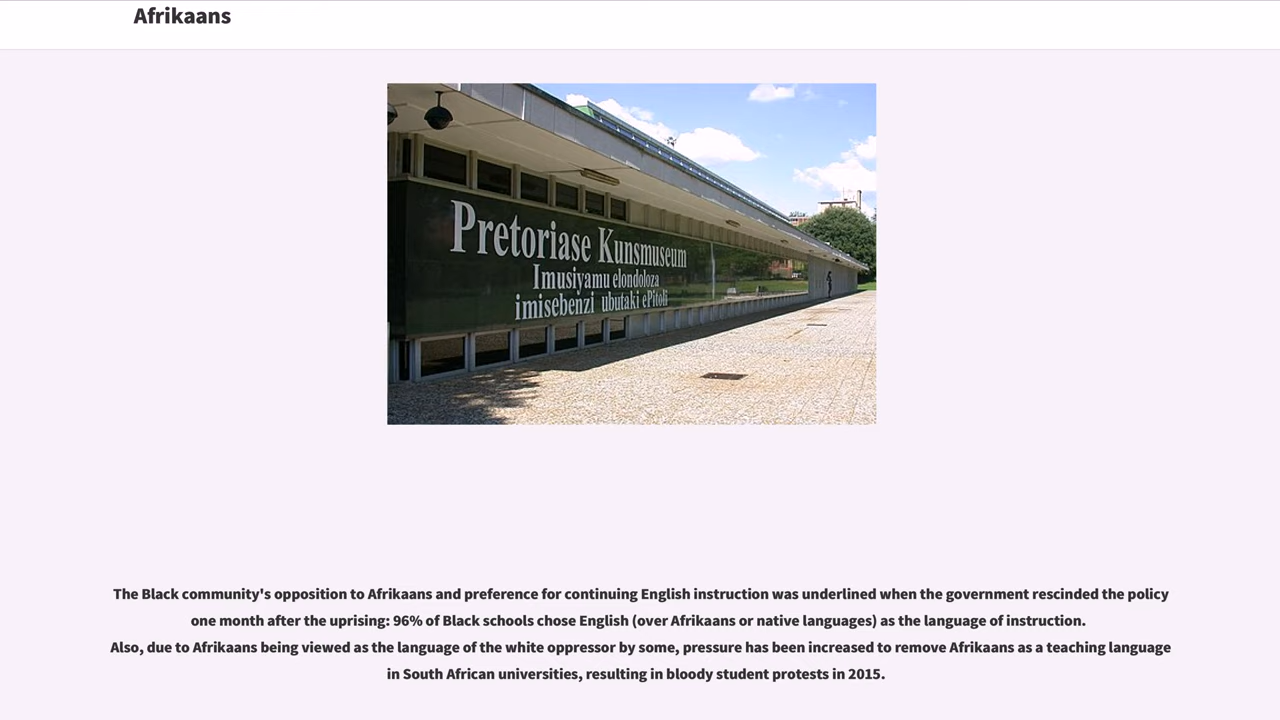 Afrikaans
Pretoriase Kunsmuseum
Imusiyamu elondoloza
imisebenzi ubutaki ePitoli
The Black community's opposition to Afrikaans and preference for continuing English instruction was underlined when the government rescinded the policy
one month after the uprising: 96% of Black schools chose English (over Afrikaans or native languages) as the language of instruction.
Also, due to Afrikaans being viewed as the language of the white oppressor by some, pressure has been increased to remove Afrikaans as a teaching language
in South African universities, resulting in bloody student protests in 2015.